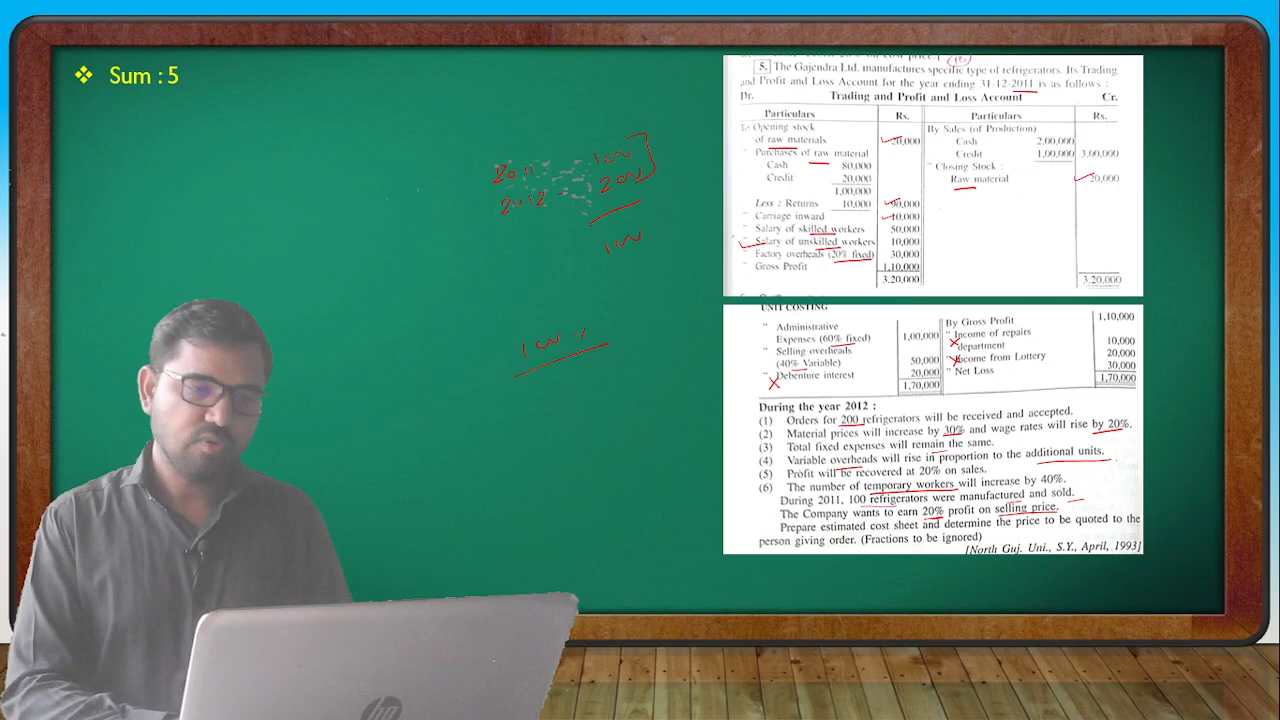 ❖ Sum : 5
2011 100
2012 200
100
100 %
5. The Gajendra Ltd. manufactures specific type of refrigerators. Its Trading
and Profit and Loss Account for the year ending 31-12-2011 is as follows :
Dr. Trading and Profit and Loss Account Cr.
Particulars Rs. Particulars Rs.
To Opening stock By Sales (of Production)
of raw materials 20,000 Cash 2,00,000
" Purchases of raw material Credit 1,00,000 3,00,000
Cash 80,000 " Closing Stock :
Credit 20,000 Raw material 20,000
1,00,000
Less : Returns 10,000 90,000
" Carriage inward 10,000
" Salary of skilled workers 50,000
" Salary of unskilled workers 10,000
" Factory overheads (20% fixed) 30,000
" Gross Profit 1,10,000
3,20,000 3,20,000
UNIT COSTING
" Administrative By Gross Profit 1,10,000
Expenses (60% fixed) 1,00,000 " Income of repairs
" Selling overheads department 10,000
(40% Variable) 50,000 " Income from Lottery 20,000
" Debenture interest 20,000 " Net Loss 30,000
1,70,000 1,70,000
During the year 2012 :
(1) Orders for 200 refrigerators will be received and accepted.
(2) Material prices will increase by 30% and wage rates will rise by 20%.
(3) Total fixed expenses will remain the same.
(4) Variable overheads will rise in proportion to the additional units.
(5) Profit will be recovered at 20% on sales.
(6) The number of temporary workers will increase by 40%.
During 2011, 100 refrigerators were manufactured and sold.
The Company wants to earn 20% profit on selling price.
Prepare estimated cost sheet and determine the price to be quoted to the
person giving order. (Fractions to be ignored)
[North Guj. Uni., S.Y., April, 1993]
hp